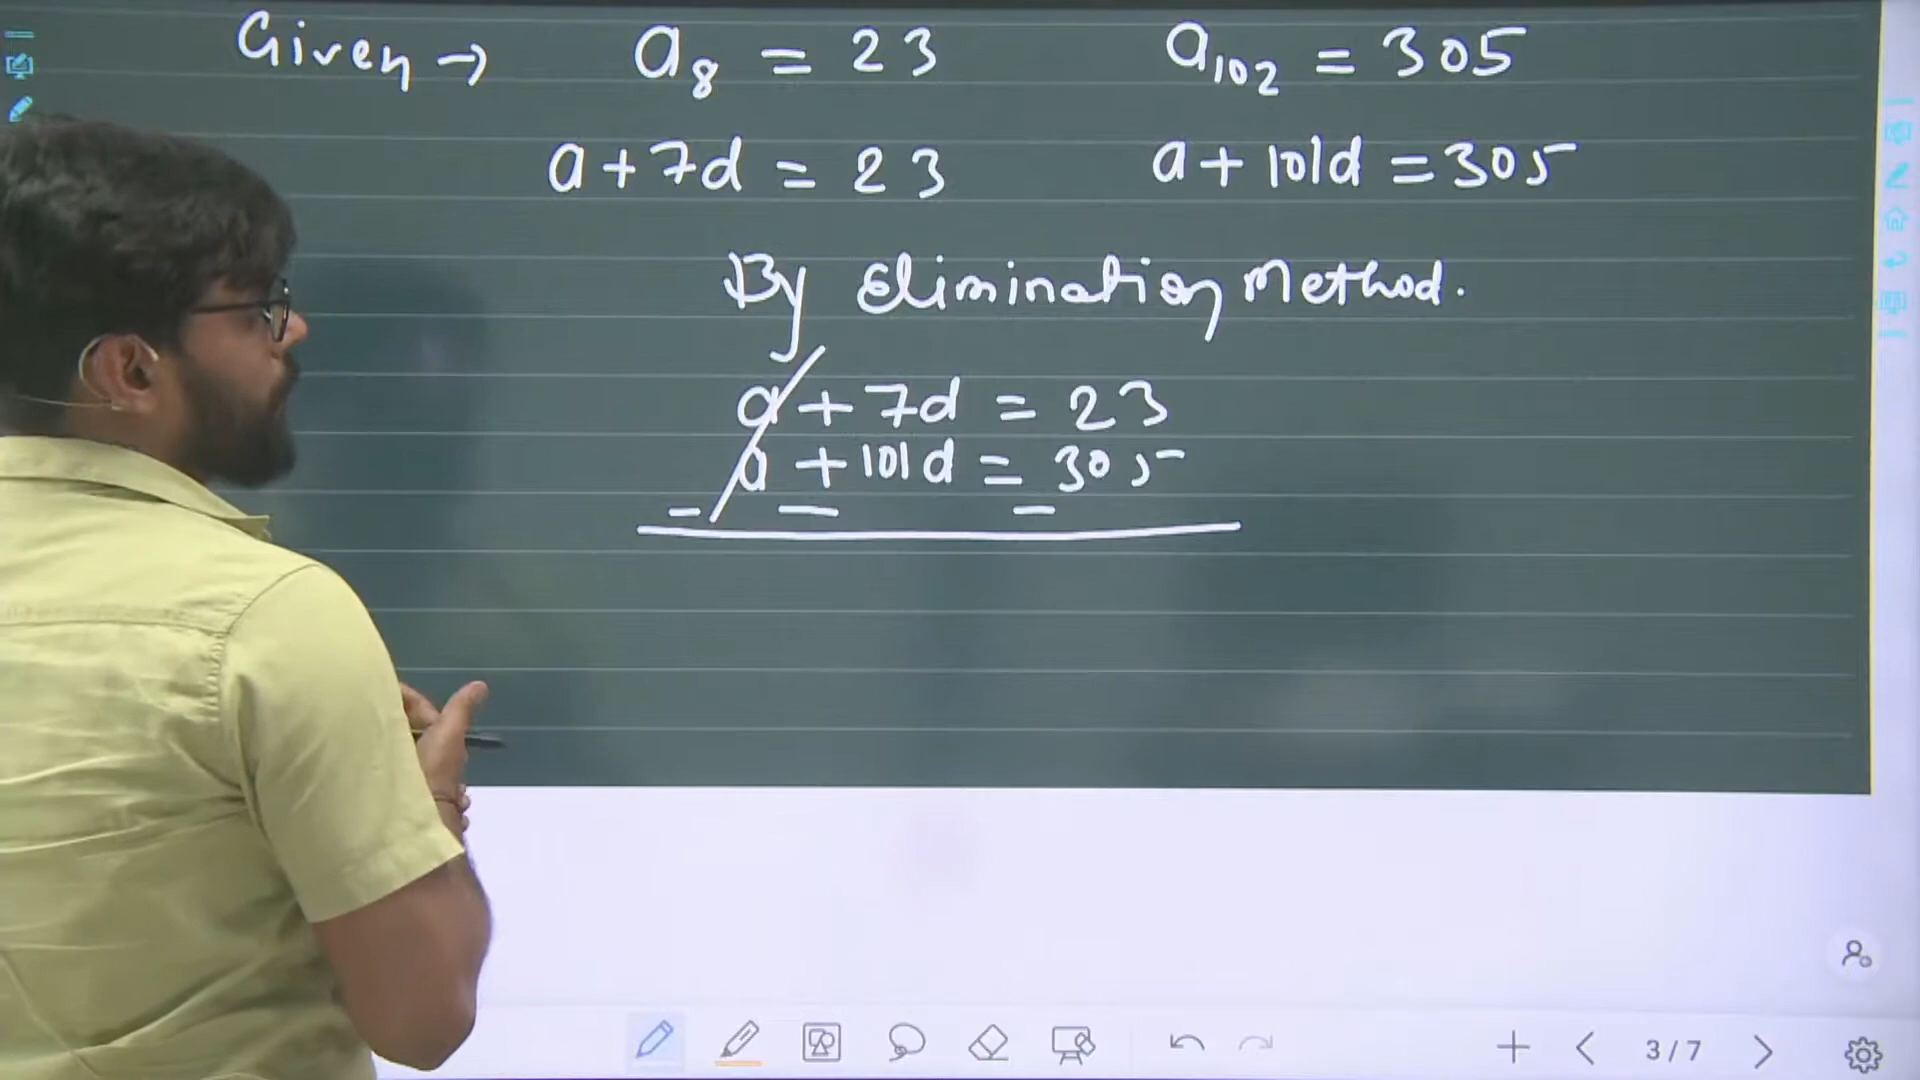 Given → a₈ = 23 a₁₀₂ = 305
a + 7d = 23 a + 101d = 305
By Elimination Method.
a + 7d = 23
a + 101d = 305
− − −
3/7